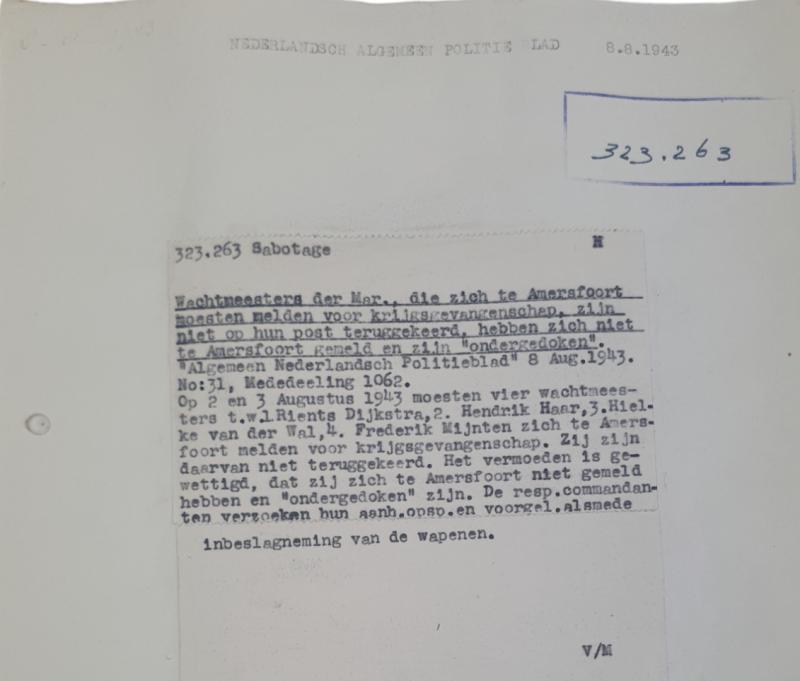 NEDERLANDSCH ALGEMEEN POLITIE LAD 8.8.1943
323.263
323.263 Sabotage M
Wachtmeesters der Mar., die zich te Amersfoort
moesten melden voor krijgsgevangenschap, zijn
niet op hun post teruggekeerd, hebben zich niet
te Amersfoort gemeld en zijn "ondergedoken".
"Algemeen Nederlandsch Politieblad" 8 Aug.1943.
No:31, Mededeeling 1062.
Op 2 en 3 Augustus 1943 moesten vier wachtmees-
ters t.w.1.Rients Dijkstra,2. Hendrik Haar,3.Hiel-
ke van der Wal,4. Frederik Mijnten zich te Amers-
foort melden voor krijgsgevangenschap. Zij zijn
daarvan niet teruggekeerd. Het vermoeden is ge-
wettigd, dat zij zich te Amersfoort niet gemeld
hebben en "ondergedoken" zijn. De resp.commandan-
ten verzoeken hun aanh.opsp.en voorgel.alsmede
inbeslagneming van de wapenen.
V/M